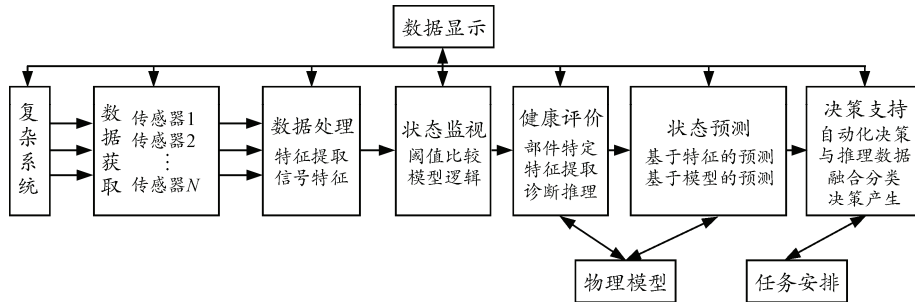 数据显示
复杂系统
数据获取
传感器1
传感器2
⋮
传感器N
数据处理
特征提取
信号特征
状态监视
阈值比较
模型逻辑
健康评价
部件特定
特征提取
诊断推理
状态预测
基于特征的预测
基于模型的预测
决策支持
自动化决策
与推理数据
融合分类
决策产生
物理模型
任务安排